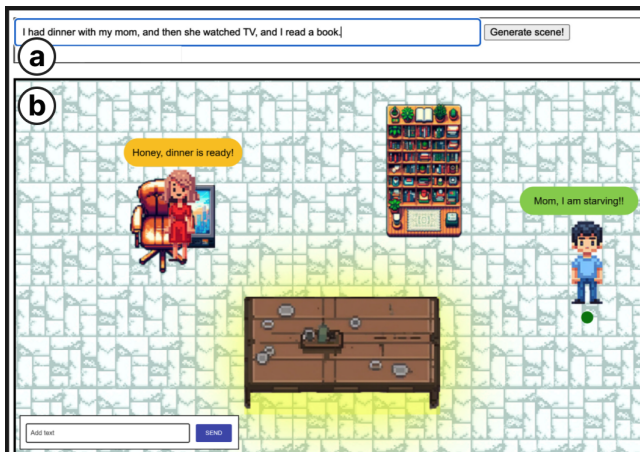 I had dinner with my mom, and then she watched TV, and I read a book.
Generate scene!
a
b
Honey, dinner is ready!
Mom, I am starving!!
Add text
SEND